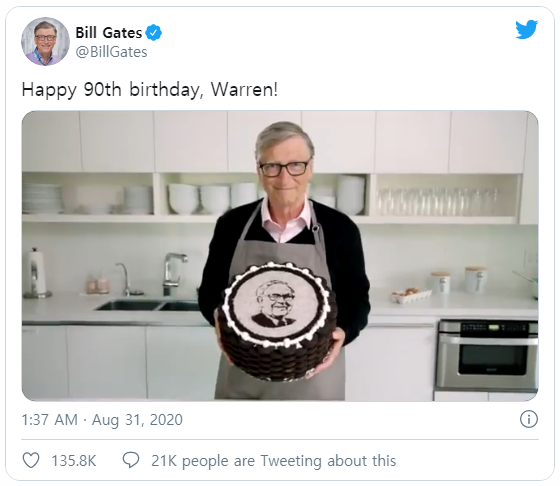 Bill Gates
@BillGates
Happy 90th birthday, Warren!
1:37 AM · Aug 31, 2020
135.8K 21K people are Tweeting about this